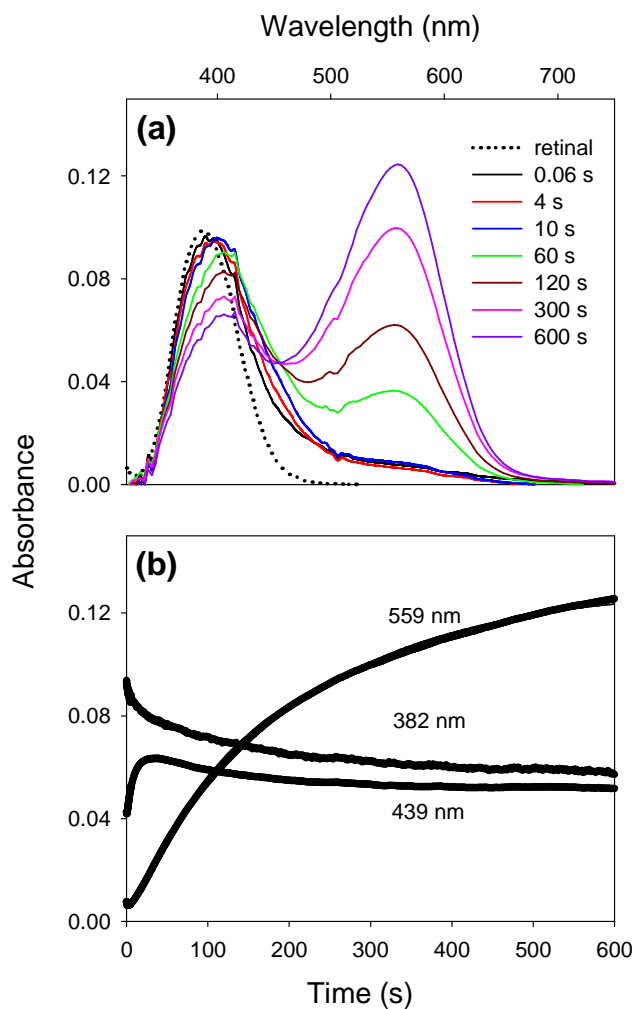 Wavelength (nm)
400 500 600 700
(a)
retinal
0.06 s
4 s
10 s
60 s
120 s
300 s
600 s
0.12
0.08
0.04
0.00
Absorbance
(b)
559 nm
382 nm
439 nm
0.12
0.08
0.04
0.00
0 100 200 300 400 500 600
Time (s)